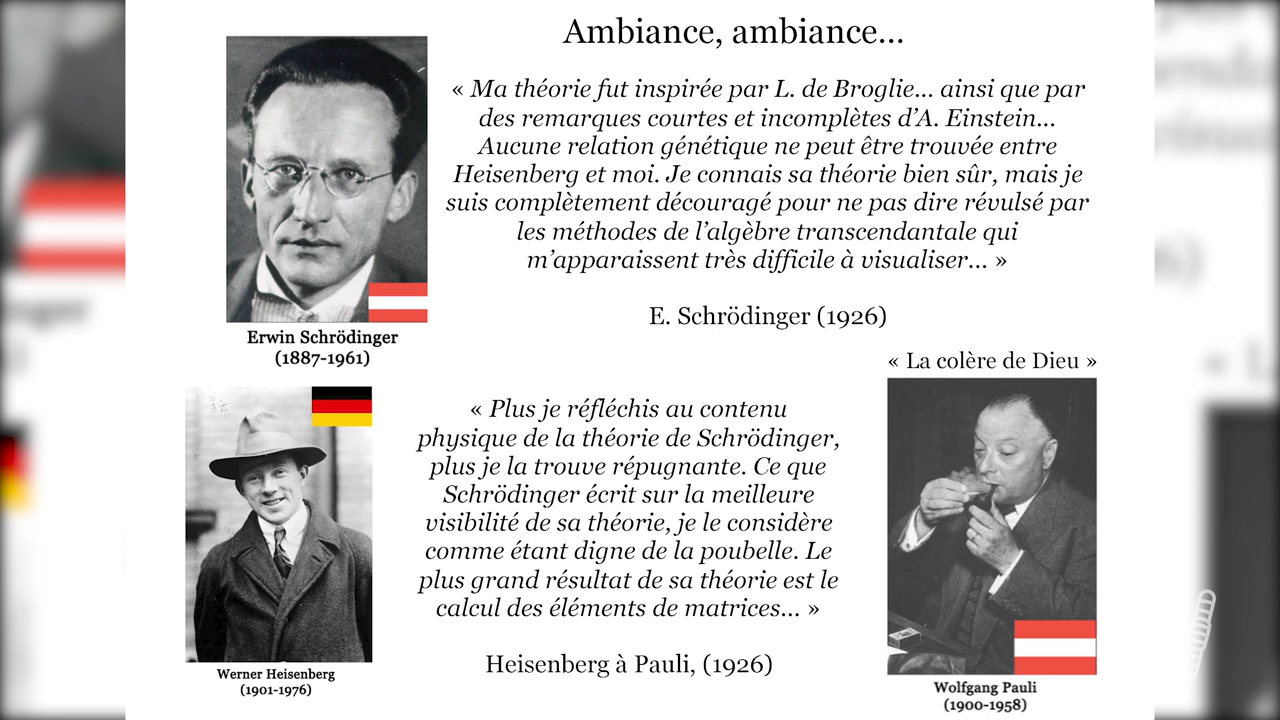 Ambiance, ambiance...
« Ma théorie fut inspirée par L. de Broglie... ainsi que par
des remarques courtes et incomplètes d'A. Einstein...
Aucune relation génétique ne peut être trouvée entre
Heisenberg et moi. Je connais sa théorie bien sûr, mais je
suis complètement découragé pour ne pas dire révulsé par
les méthodes de l'algèbre transcendantale qui
m'apparaissent très difficile à visualiser... »
E. Schrödinger (1926)
Erwin Schrödinger
(1887-1961)
« La colère de Dieu »
« Plus je réfléchis au contenu
physique de la théorie de Schrödinger,
plus je la trouve répugnante. Ce que
Schrödinger écrit sur la meilleure
visibilité de sa théorie, je le considère
comme étant digne de la poubelle. Le
plus grand résultat de sa théorie est le
calcul des éléments de matrices... »
Heisenberg à Pauli, (1926)
Werner Heisenberg
(1901-1976)
Wolfgang Pauli
(1900-1958)